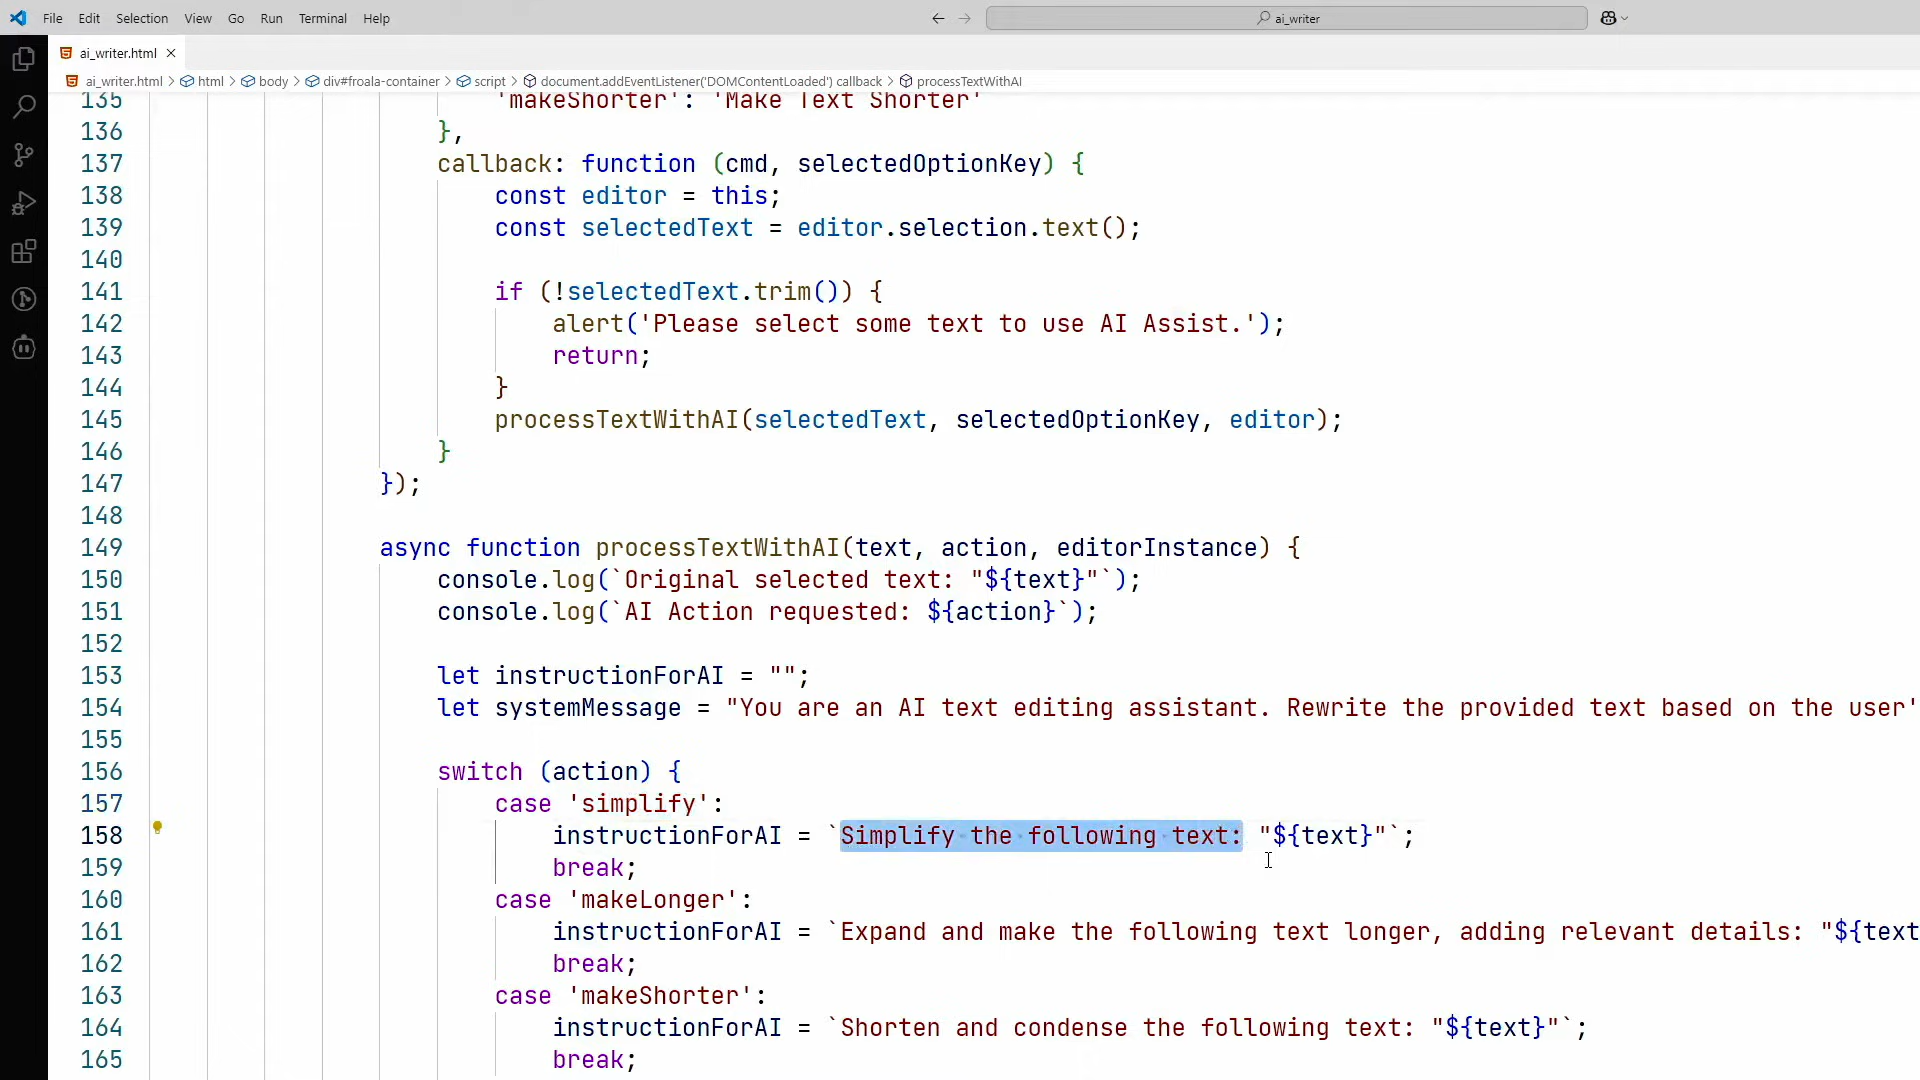 File Edit Selection View Go Run Terminal Help
ai_writer
ai_writer.html
ai_writer.html > html > body > div#froala-container > script > document.addEventListener('DOMContentLoaded') callback > processTextWithAI
135 'makeShorter': 'Make Text Shorter'
136 },
137 callback: function (cmd, selectedOptionKey) {
138 const editor = this;
139 const selectedText = editor.selection.text();
140
141 if (!selectedText.trim()) {
142 alert('Please select some text to use AI Assist.');
143 return;
144 }
145 processTextWithAI(selectedText, selectedOptionKey, editor);
146 }
147 });
148
149 async function processTextWithAI(text, action, editorInstance) {
150 console.log(`Original selected text: "${text}"`);
151 console.log(`AI Action requested: ${action}`);
152
153 let instructionForAI = "";
154 let systemMessage = "You are an AI text editing assistant. Rewrite the provided text based on the user'
155
156 switch (action) {
157 case 'simplify':
158 instructionForAI = `Simplify the following text: "${text}"`;
159 break;
160 case 'makeLonger':
161 instructionForAI = `Expand and make the following text longer, adding relevant details: "${text
162 break;
163 case 'makeShorter':
164 instructionForAI = `Shorten and condense the following text: "${text}"`;
165 break;